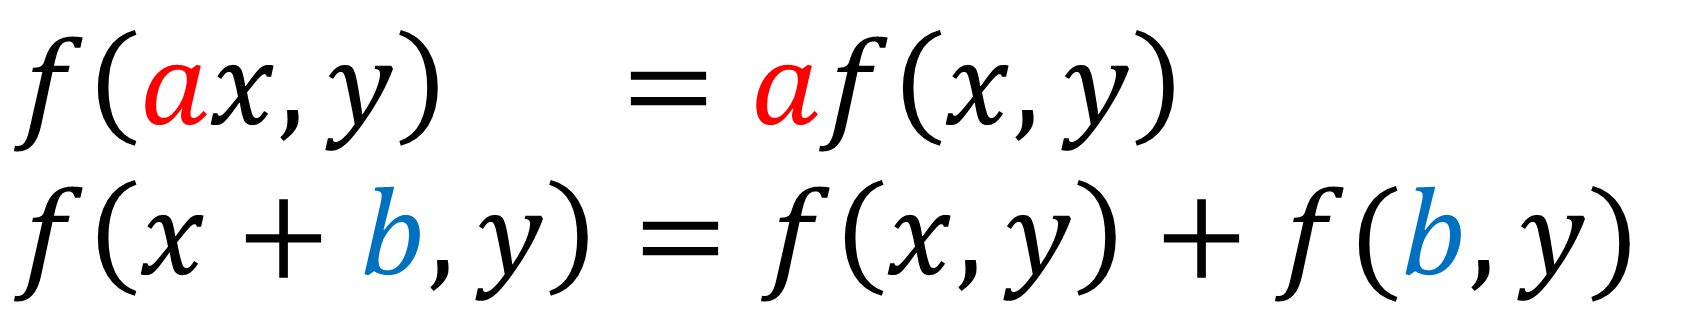 f(ax, y) = af(x, y)
f(x + b, y) = f(x, y) + f(b, y)